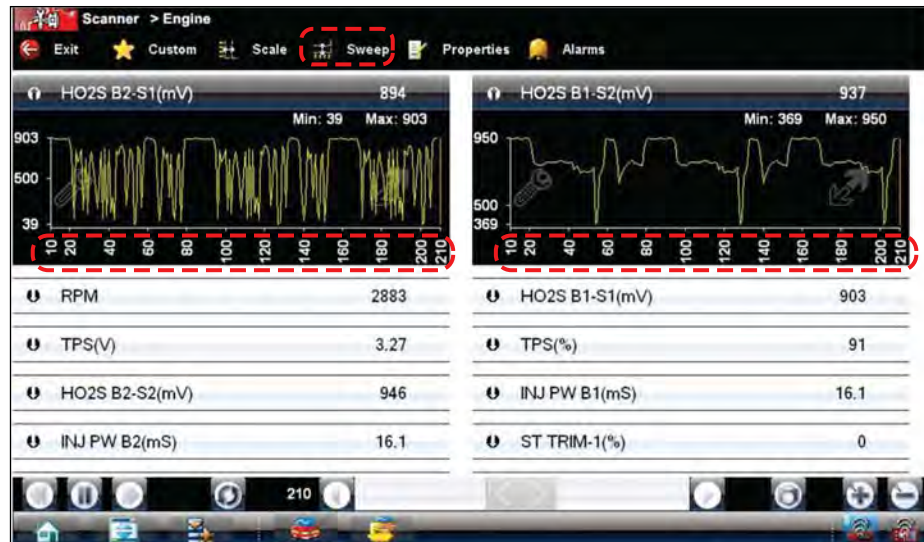 Scanner > Engine
Exit Custom Scale Sweep Properties Alarms
HO2S B2-S1(mV) 894
Min: 39 Max: 903
903
500
39
10 20 40 60 80 100 120 140 160 180 200 210
HO2S B1-S2(mV) 937
Min: 369 Max: 950
950
500
369
10 20 40 60 80 100 120 140 160 180 200 210
RPM 2883
HO2S B1-S1(mV) 903
TPS(V) 3.27
TPS(%) 91
HO2S B2-S2(mV) 946
INJ PW B1(mS) 16.1
INJ PW B2(mS) 16.1
ST TRIM-1(%) 0
210